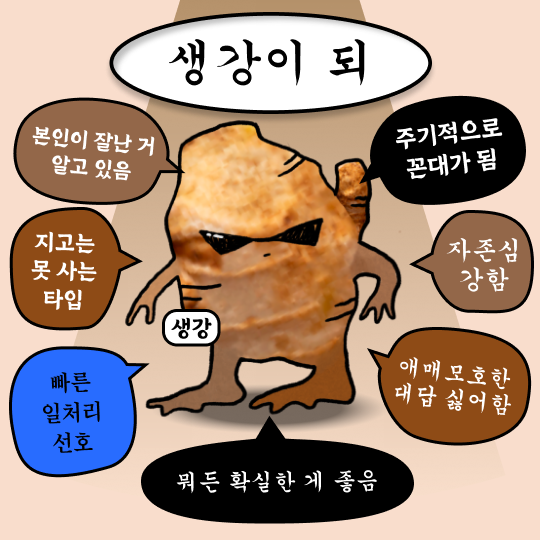 생강이 되
본인이 잘난 거
알고 있음
주기적으로
꼰대가 됨
지고는
못 사는
타입
자존심
강함
생강
빠른
일처리
선호
애매모호한
대답 싫어함
뭐든 확실한 게 좋음